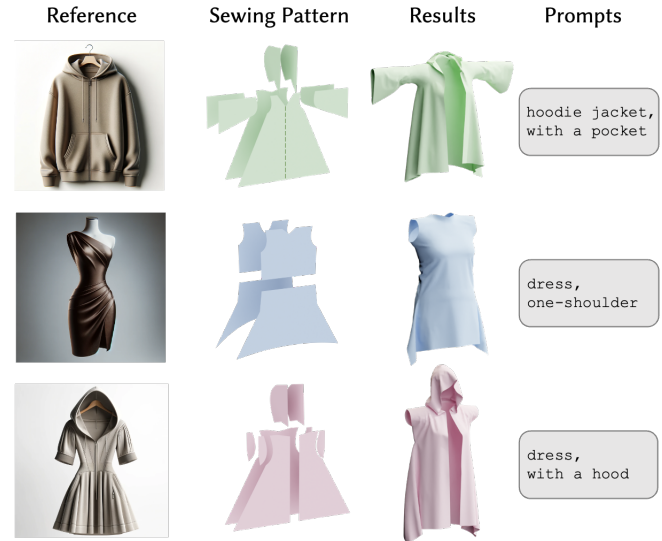 Reference Sewing Pattern Results Prompts
hoodie jacket,
with a pocket
dress,
one-shoulder
dress,
with a hood